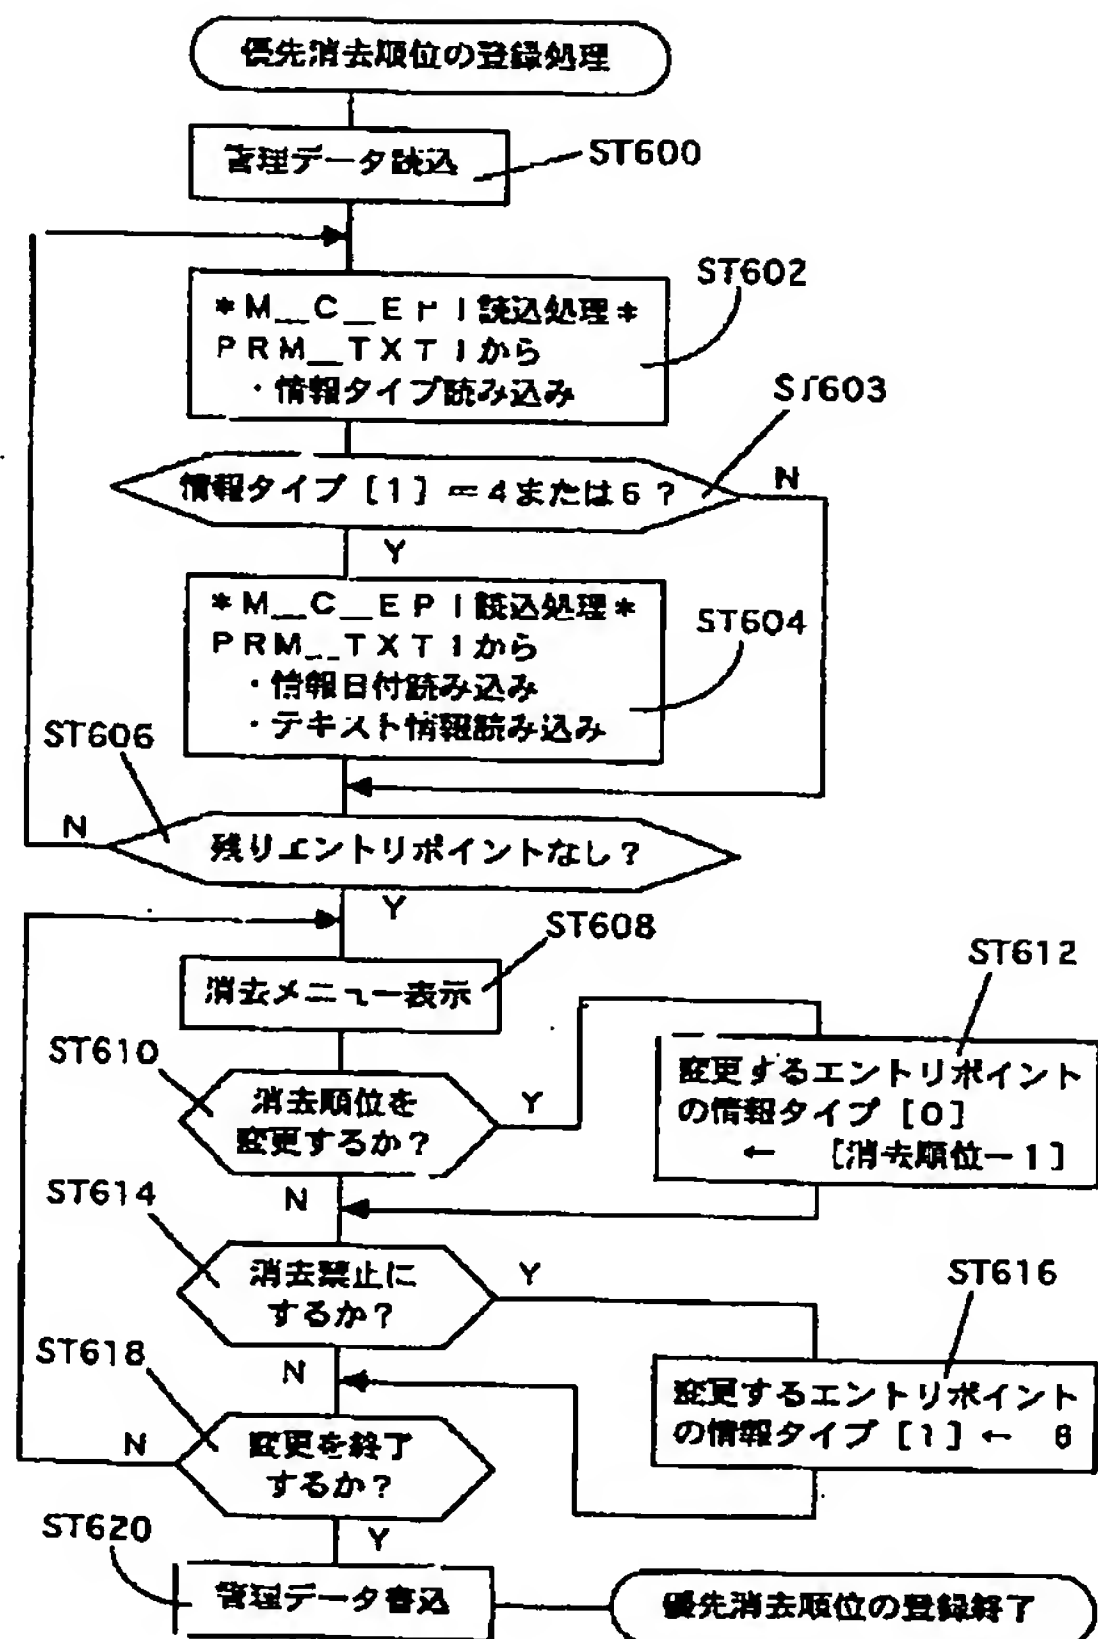 優先消去順位の登録処理
管理データ読込
ST600
ST602
*M__C__EPI読込処理*
PRM__TXTIから
・情報タイプ読み込み
ST603
情報タイプ[1]=4または6?
N
Y
*M__C__EPI読込処理*
PRM__TXTIから
・情報日付読み込み
・テキスト情報読み込み
ST604
ST606
N
残りエントリポイントなし?
Y
ST608
消去メニュー表示
ST612
変更するエントリポイント
の情報タイプ[0]
← [消去順位-1]
ST610
消去順位を
変更するか?
Y
N
ST614
消去禁止に
するか?
Y
ST616
変更するエントリポイント
の情報タイプ[1]←
N
ST618
変更を終了
するか?
N
Y
ST620
管理データ書込
優先消去順位の登録終了